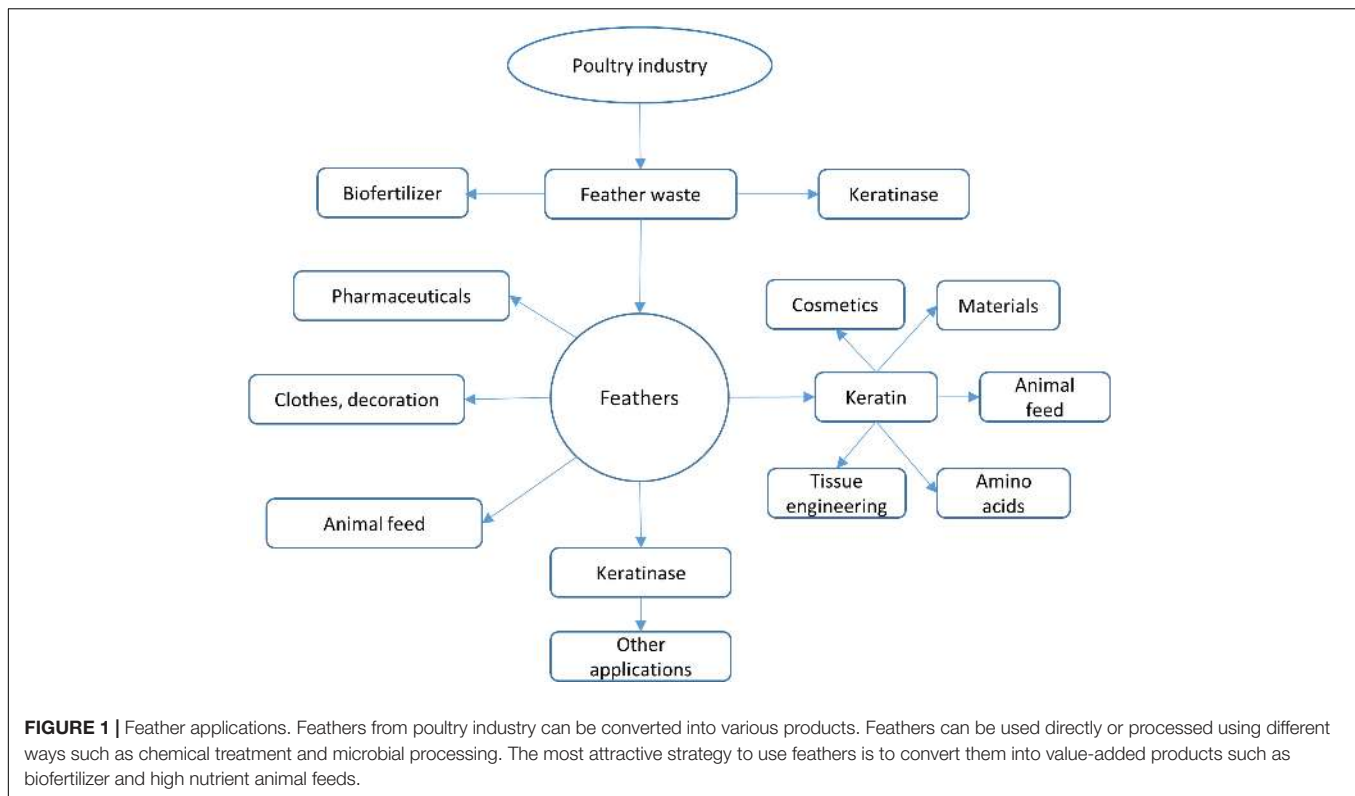 Poultry industry
Biofertilizer
Feather waste
Keratinase
Pharmaceuticals
Cosmetics
Materials
Clothes, decoration
Feathers
Keratin
Animal
feed
Tissue
engineering
Amino
acids
Animal feed
Keratinase
Other
applications
FIGURE 1 | Feather applications. Feathers from poultry industry can be converted into various products. Feathers can be used directly or processed using different
ways such as chemical treatment and microbial processing. The most attractive strategy to use feathers is to convert them into value-added products such as
biofertilizer and high nutrient animal feeds.